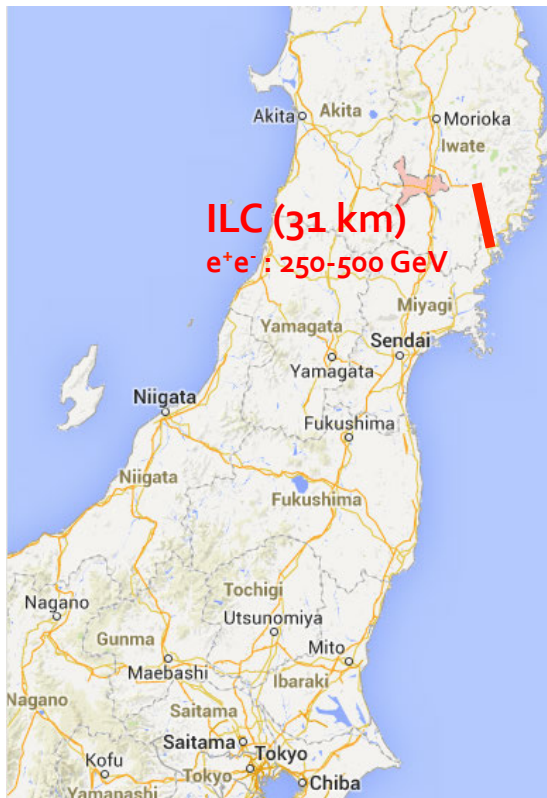 Akita
Akita
Morioka
Iwate
ILC (31 km)
e⁺e⁻ : 250-500 GeV
Miyagi
Yamagata
Sendai
Yamagata
Niigata
Fukushima
Niigata
Fukushima
Tochigi
Nagano
Utsunomiya
Gunma
Mito
Maebashi
Ibaraki
Nagano
Saitama
Saitama
Tokyo
Kofu
Tokyo
Chiba
Yamanashi